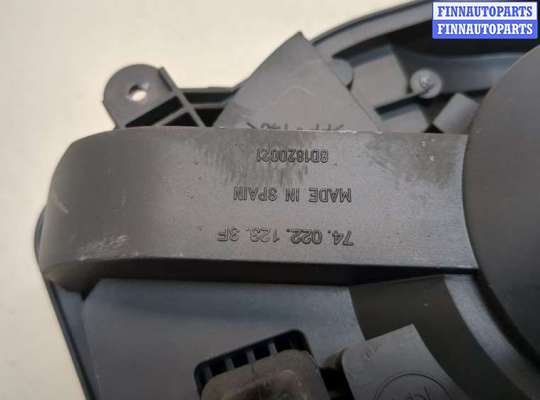 FINNAUTOPARTS
FINNAUTOPARTS
74.022.123.3F
MADE IN SPAIN
8D1820021